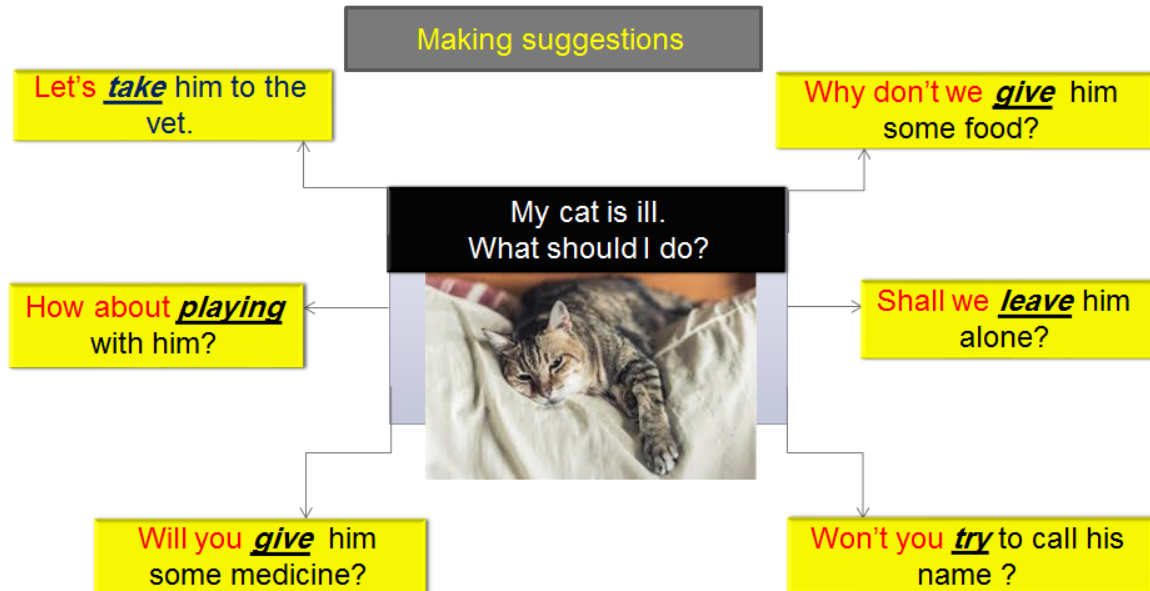 Making suggestions
Let's take him to the
vet.
Why don't we give him
some food?
My cat is ill.
What should I do?
How about playing
with him?
Shall we leave him
alone?
Will you give him
some medicine?
Won't you try to call his
name ?